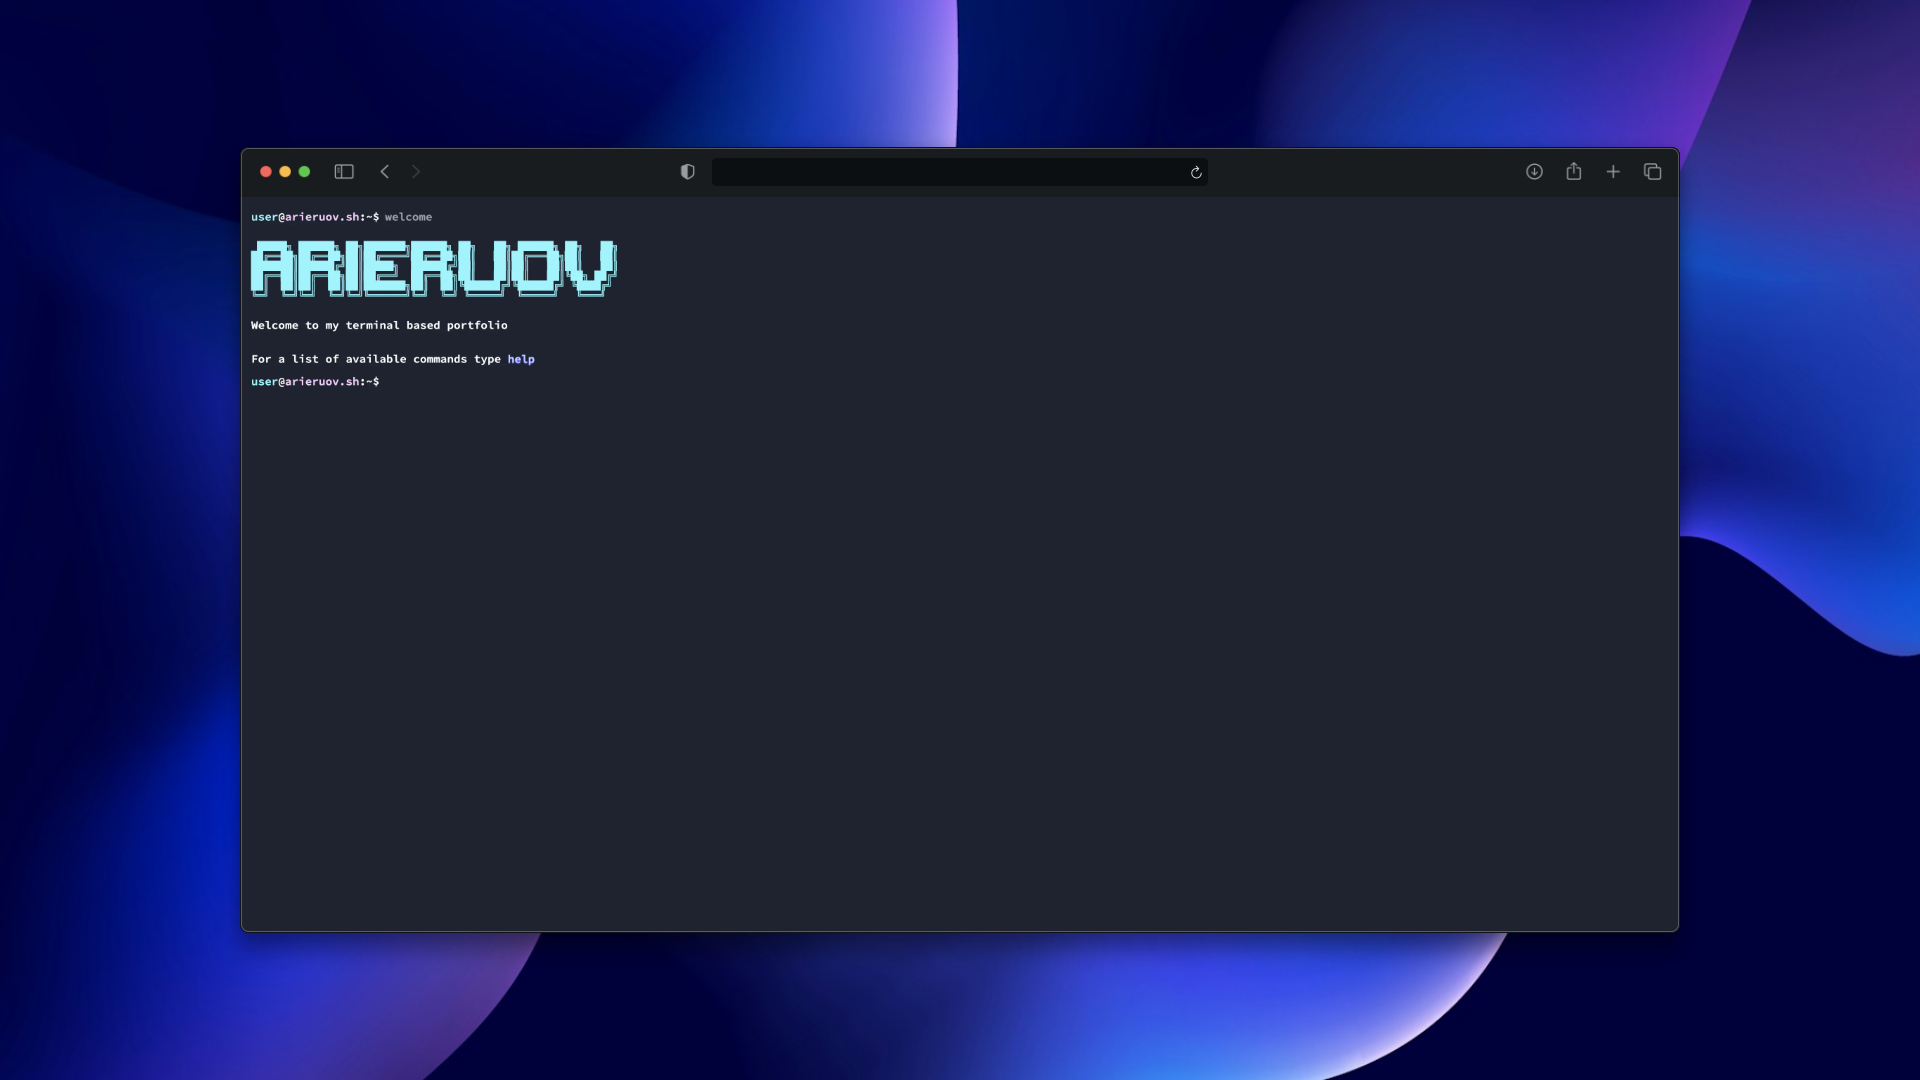 user@arieruov.sh:~$ welcome
ARIERUOV
Welcome to my terminal based portfolio
For a list of available commands type help
user@arieruov.sh:~$